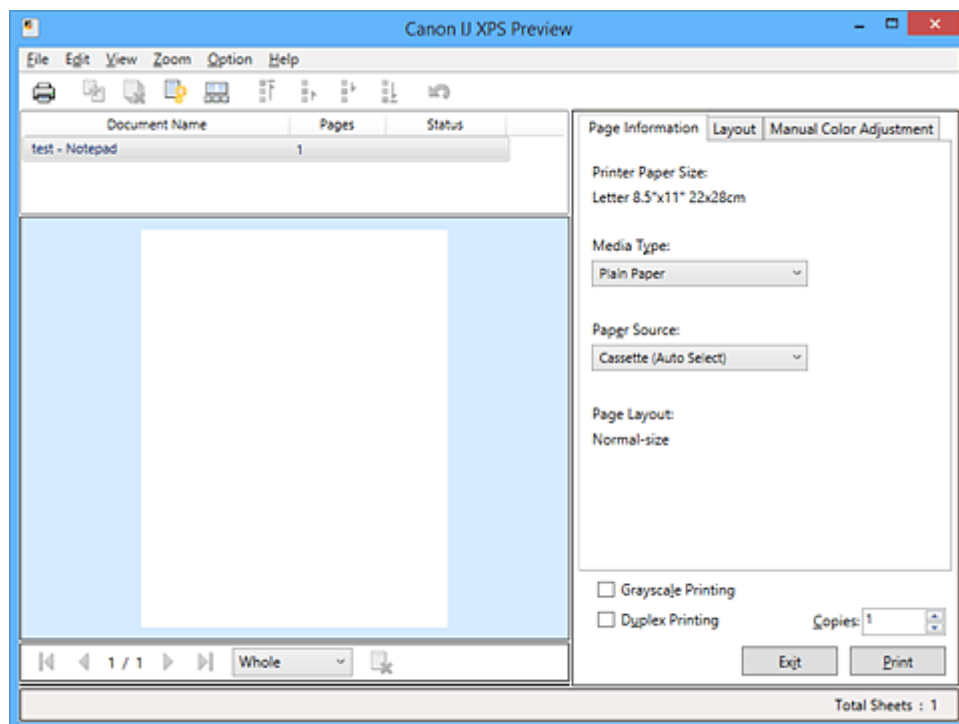 Canon IJ XPS Preview
File Edit View Zoom Option Help
Document Name Pages Status
test - Notepad 1
Page Information Layout Manual Color Adjustment
Printer Paper Size:
Letter 8.5"x11" 22x28cm
Media Type:
Plain Paper
Paper Source:
Cassette (Auto Select)
Page Layout:
Normal-size
Grayscale Printing
Duplex Printing
Copies: 1
1 / 1 Whole
Exit Print
Total Sheets : 1